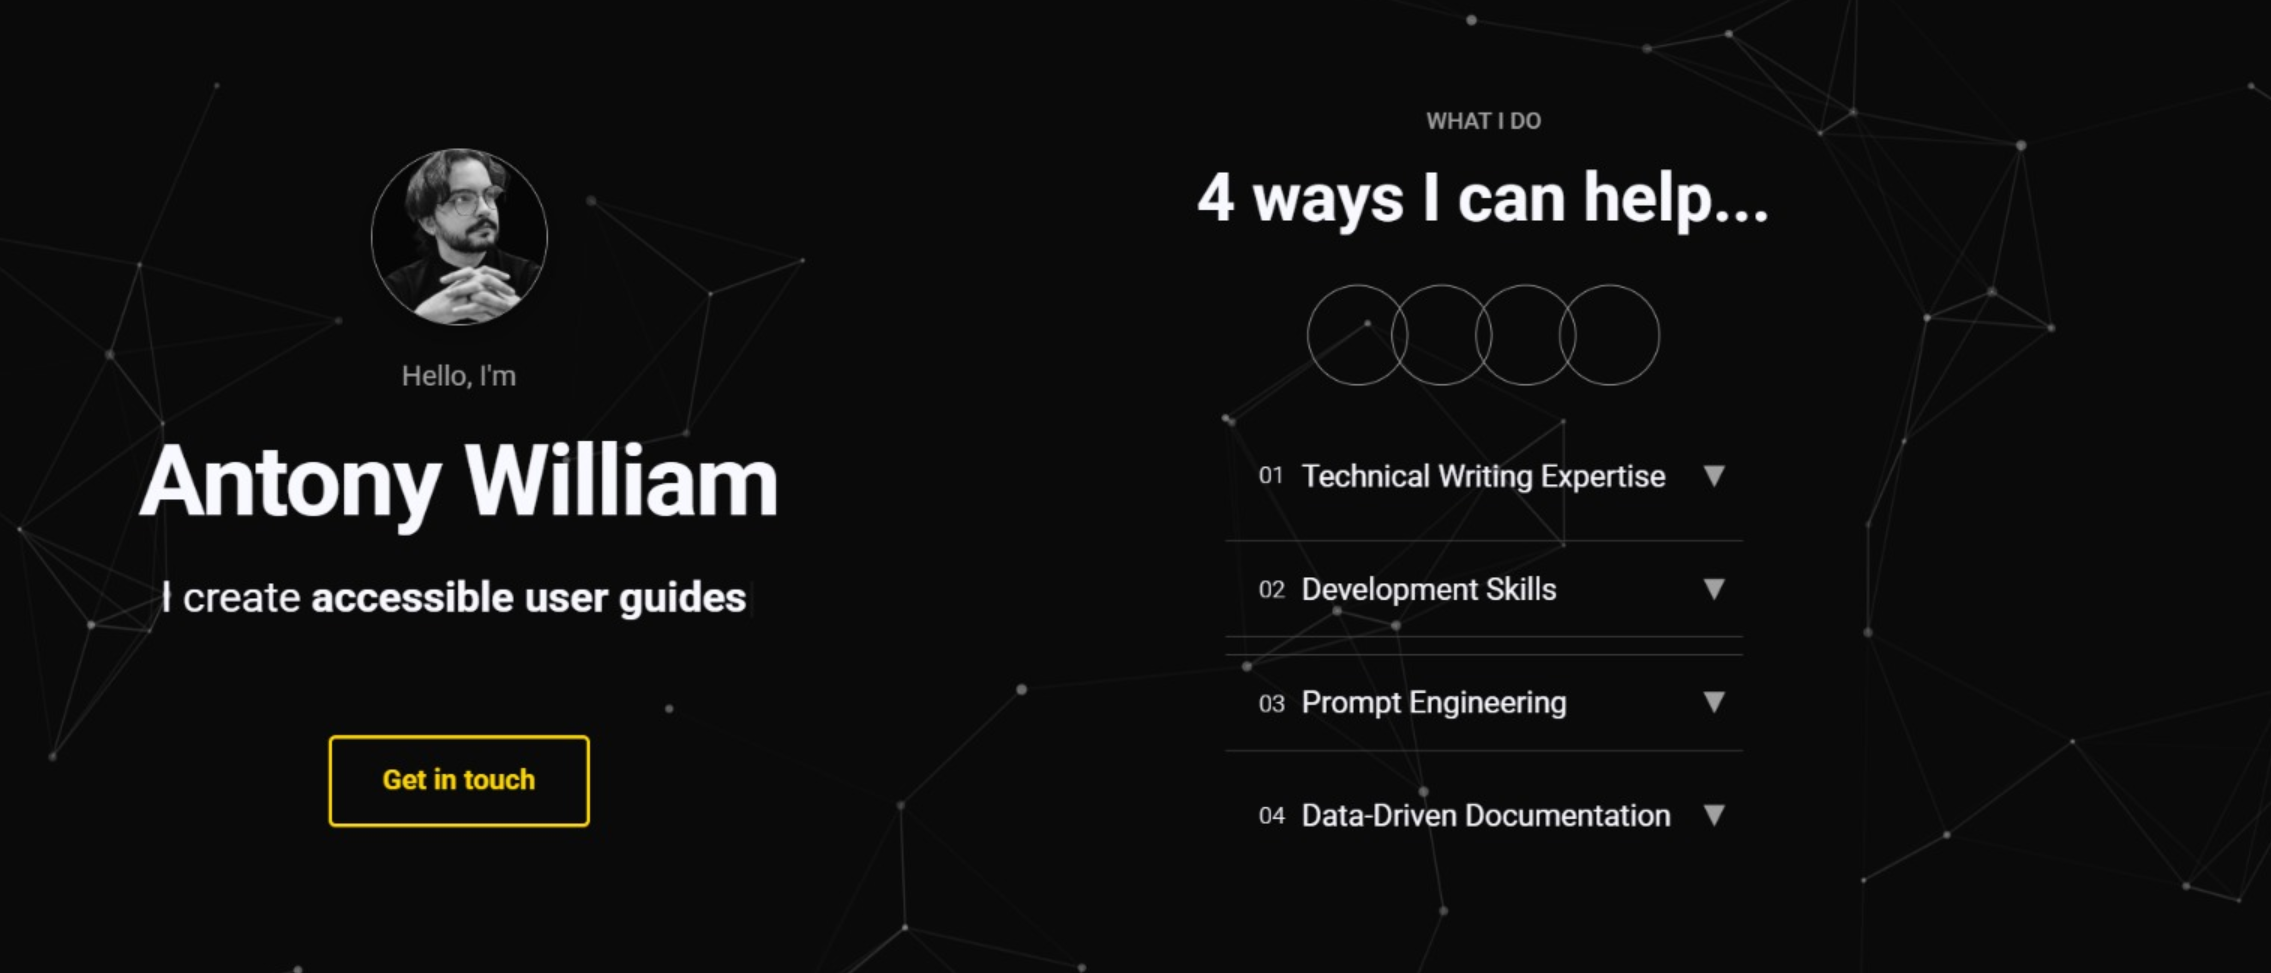 Hello, I'm
Antony William
I create accessible user guides
Get in touch
WHAT I DO
4 ways I can help...
01 Technical Writing Expertise
02 Development Skills
03 Prompt Engineering
04 Data-Driven Documentation